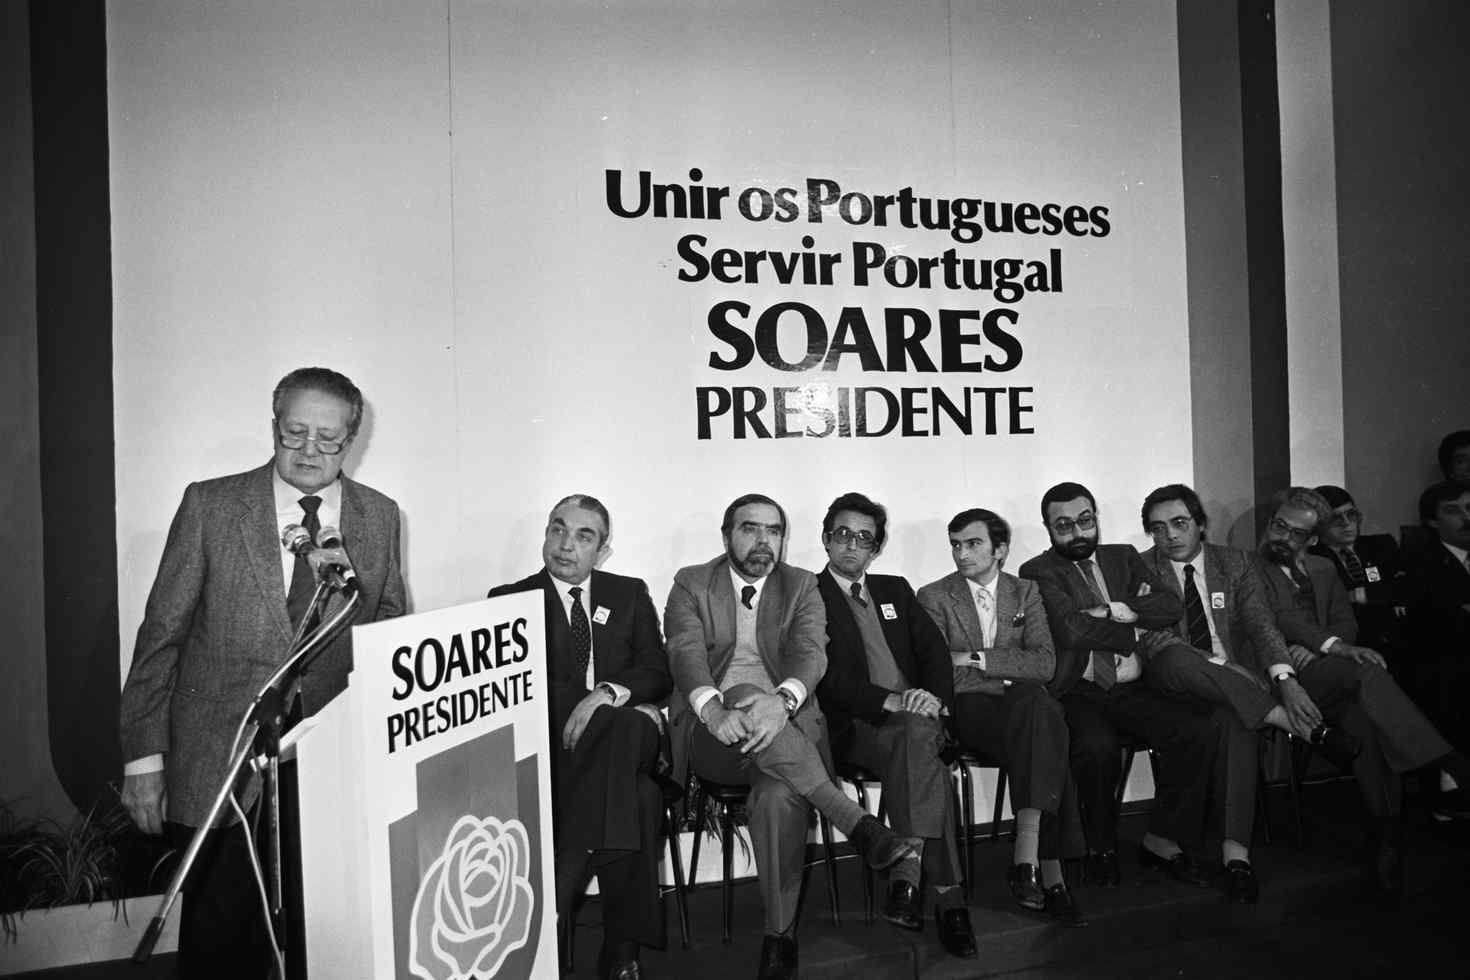 Unir os Portugueses
Servir Portugal
SOARES
PRESIDENTE
SOARES
PRESIDENTE